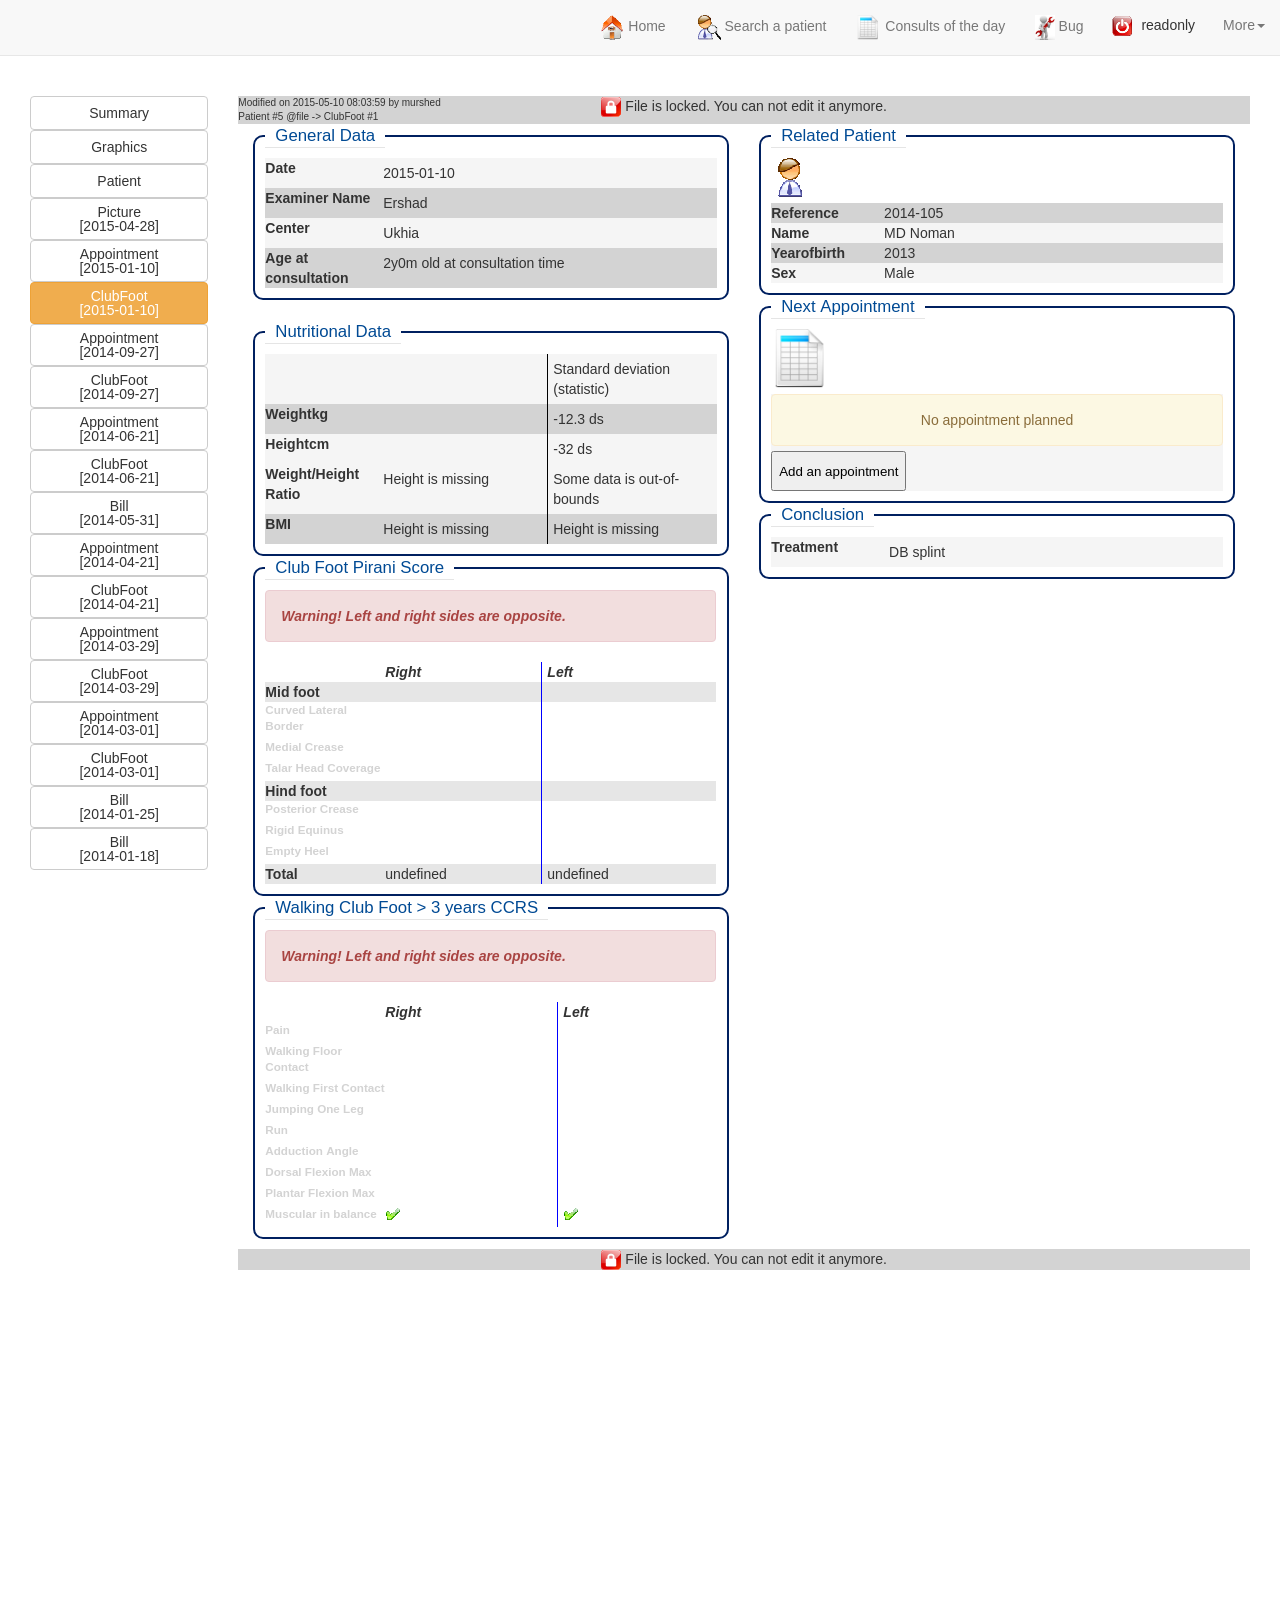 Home
Search a patient
Consults of the day
Bug
readonly
More
Summary
Graphics
Patient
Picture
[2015-04-28]
Appointment
[2015-01-10]
ClubFoot
[2015-01-10]
Appointment
[2014-09-27]
ClubFoot
[2014-09-27]
Appointment
[2014-06-21]
ClubFoot
[2014-06-21]
Bill
[2014-05-31]
Appointment
[2014-04-21]
ClubFoot
[2014-04-21]
Appointment
[2014-03-29]
ClubFoot
[2014-03-29]
Appointment
[2014-03-01]
ClubFoot
[2014-03-01]
Bill
[2014-01-25]
Bill
[2014-01-18]
Modified on 2015-05-10 08:03:59 by murshed
Patient #5 @file -> ClubFoot #1
File is locked. You can not edit it anymore.
General Data
Date 2015-01-10
Examiner Name Ershad
Center Ukhia
Age at
consultation 2y0m old at consultation time
Nutritional Data
Standard deviation
(statistic)
Weightkg -12.3 ds
Heightcm -32 ds
Weight/Height
Ratio Height is missing Some data is out-of-
bounds
BMI Height is missing Height is missing
Club Foot Pirani Score
Warning! Left and right sides are opposite.
Right Left
Mid foot
Curved Lateral
Border
Medial Crease
Talar Head Coverage
Hind foot
Posterior Crease
Rigid Equinus
Empty Heel
Total undefined undefined
Walking Club Foot > 3 years CCRS
Warning! Left and right sides are opposite.
Right Left
Pain
Walking Floor
Contact
Walking First Contact
Jumping One Leg
Run
Adduction Angle
Dorsal Flexion Max
Plantar Flexion Max
Muscular in balance
Related Patient
Reference 2014-105
Name MD Noman
Yearofbirth 2013
Sex Male
Next Appointment
No appointment planned
Add an appointment
Conclusion
Treatment DB splint
File is locked. You can not edit it anymore.